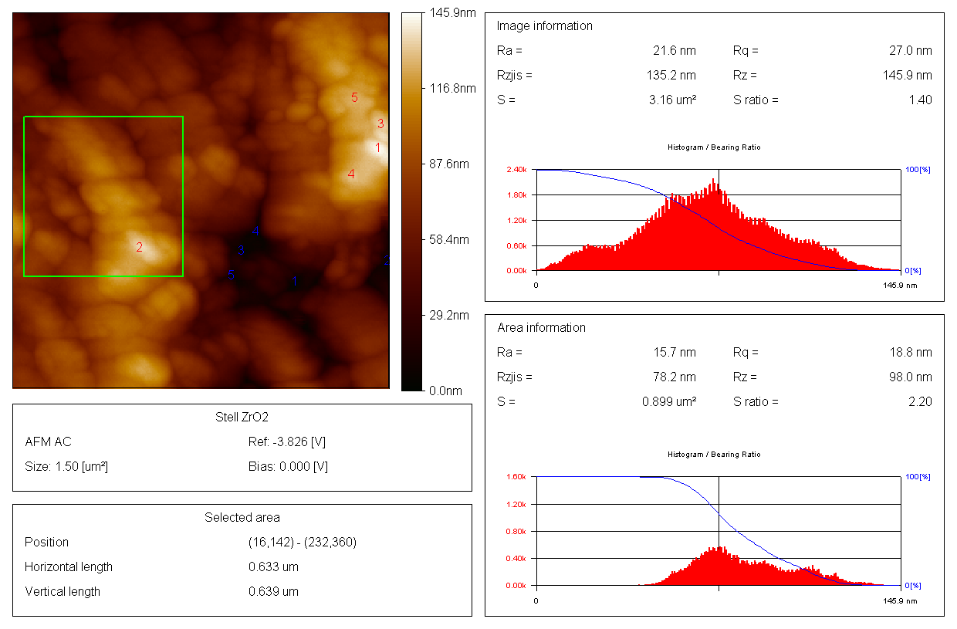 145.9nm
116.8nm
87.6nm
58.4nm
29.2nm
0.0nm
5
3
1
4
2
4
3
5
1
2
Stell ZrO2
AFM AC Ref: -3.826 [V]
Size: 1.50 [um²] Bias: 0.000 [V]
Selected area
Position (16,142) - (232,360)
Horizontal length 0.633 um
Vertical length 0.639 um
Image information
Ra = 21.6 nm Rq = 27.0 nm
Rzjis = 135.2 nm Rz = 145.9 nm
S = 3.16 um² S ratio = 1.40
Histogram / Bearing Ratio
2.40k 100[%]
1.80k
1.20k
0.60k
0.00k 0[%]
0 145.9 nm
Area information
Ra = 15.7 nm Rq = 18.8 nm
Rzjis = 78.2 nm Rz = 98.0 nm
S = 0.899 um² S ratio = 2.20
Histogram / Bearing Ratio
1.60k 100[%]
1.20k
0.80k
0.40k
0.00k 0[%]
0 145.9 nm